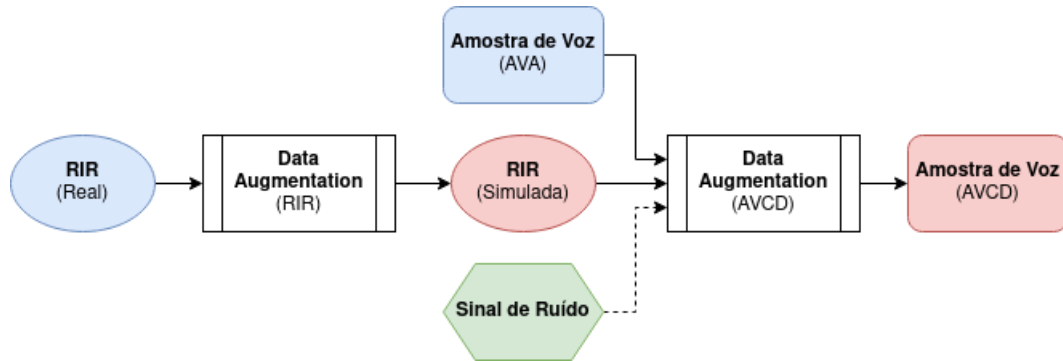 Amostra de Voz
(AVA)
RIR
(Real)
Data
Augmentation
(RIR)
RIR
(Simulada)
Data
Augmentation
(AVCD)
Amostra de Voz
(AVCD)
Sinal de Ruído